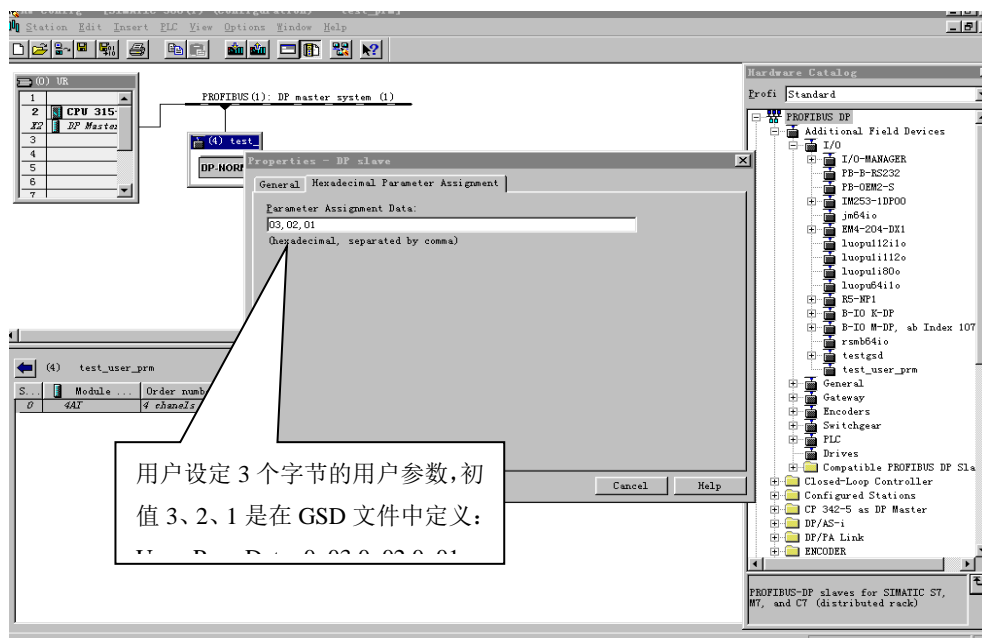 Station Edit Insert PLC View Options Window Help
(0) UR
1
2 CPU 315-
X2 DP Master
3
4
5
6
7
PROFIBUS(1): DP master system (1)
(4) test_
DP-NORM
Properties - DP slave
General Hexadecimal Parameter Assignment
Parameter Assignment Data:
03,02,01
(hexadecimal, separated by comma)
Cancel Help
(4) test_user_prm
S... Module ... Order numb
0 4AI 4 chanels
用户设定 3 个字节的用户参数，初
值 3、2、1 是在 GSD 文件中定义：
Hardware Catalog
Profi Standard
PROFIBUS DP
Additional Field Devices
I/O
I/O-MANAGER
PB-B-RS232
PB-OEM2-S
IM253-1DP00
jm64io
EM4-204-DX1
luopu112i1o
luopu1i112o
luopu1i80o
luopu64i1o
R5-NP1
B-IO K-DP
B-IO M-DP, ab Index 107
rsmb64io
testgsd
test_user_prm
General
Gateway
Encoders
Switchgear
PLC
Drives
Compatible PROFIBUS DP Sla
Closed-Loop Controller
Configured Stations
CP 342-5 as DP Master
DP/AS-i
DP/PA Link
ENCODER
PROFIBUS-DP slaves for SIMATIC S7,
M7, and C7 (distributed rack)